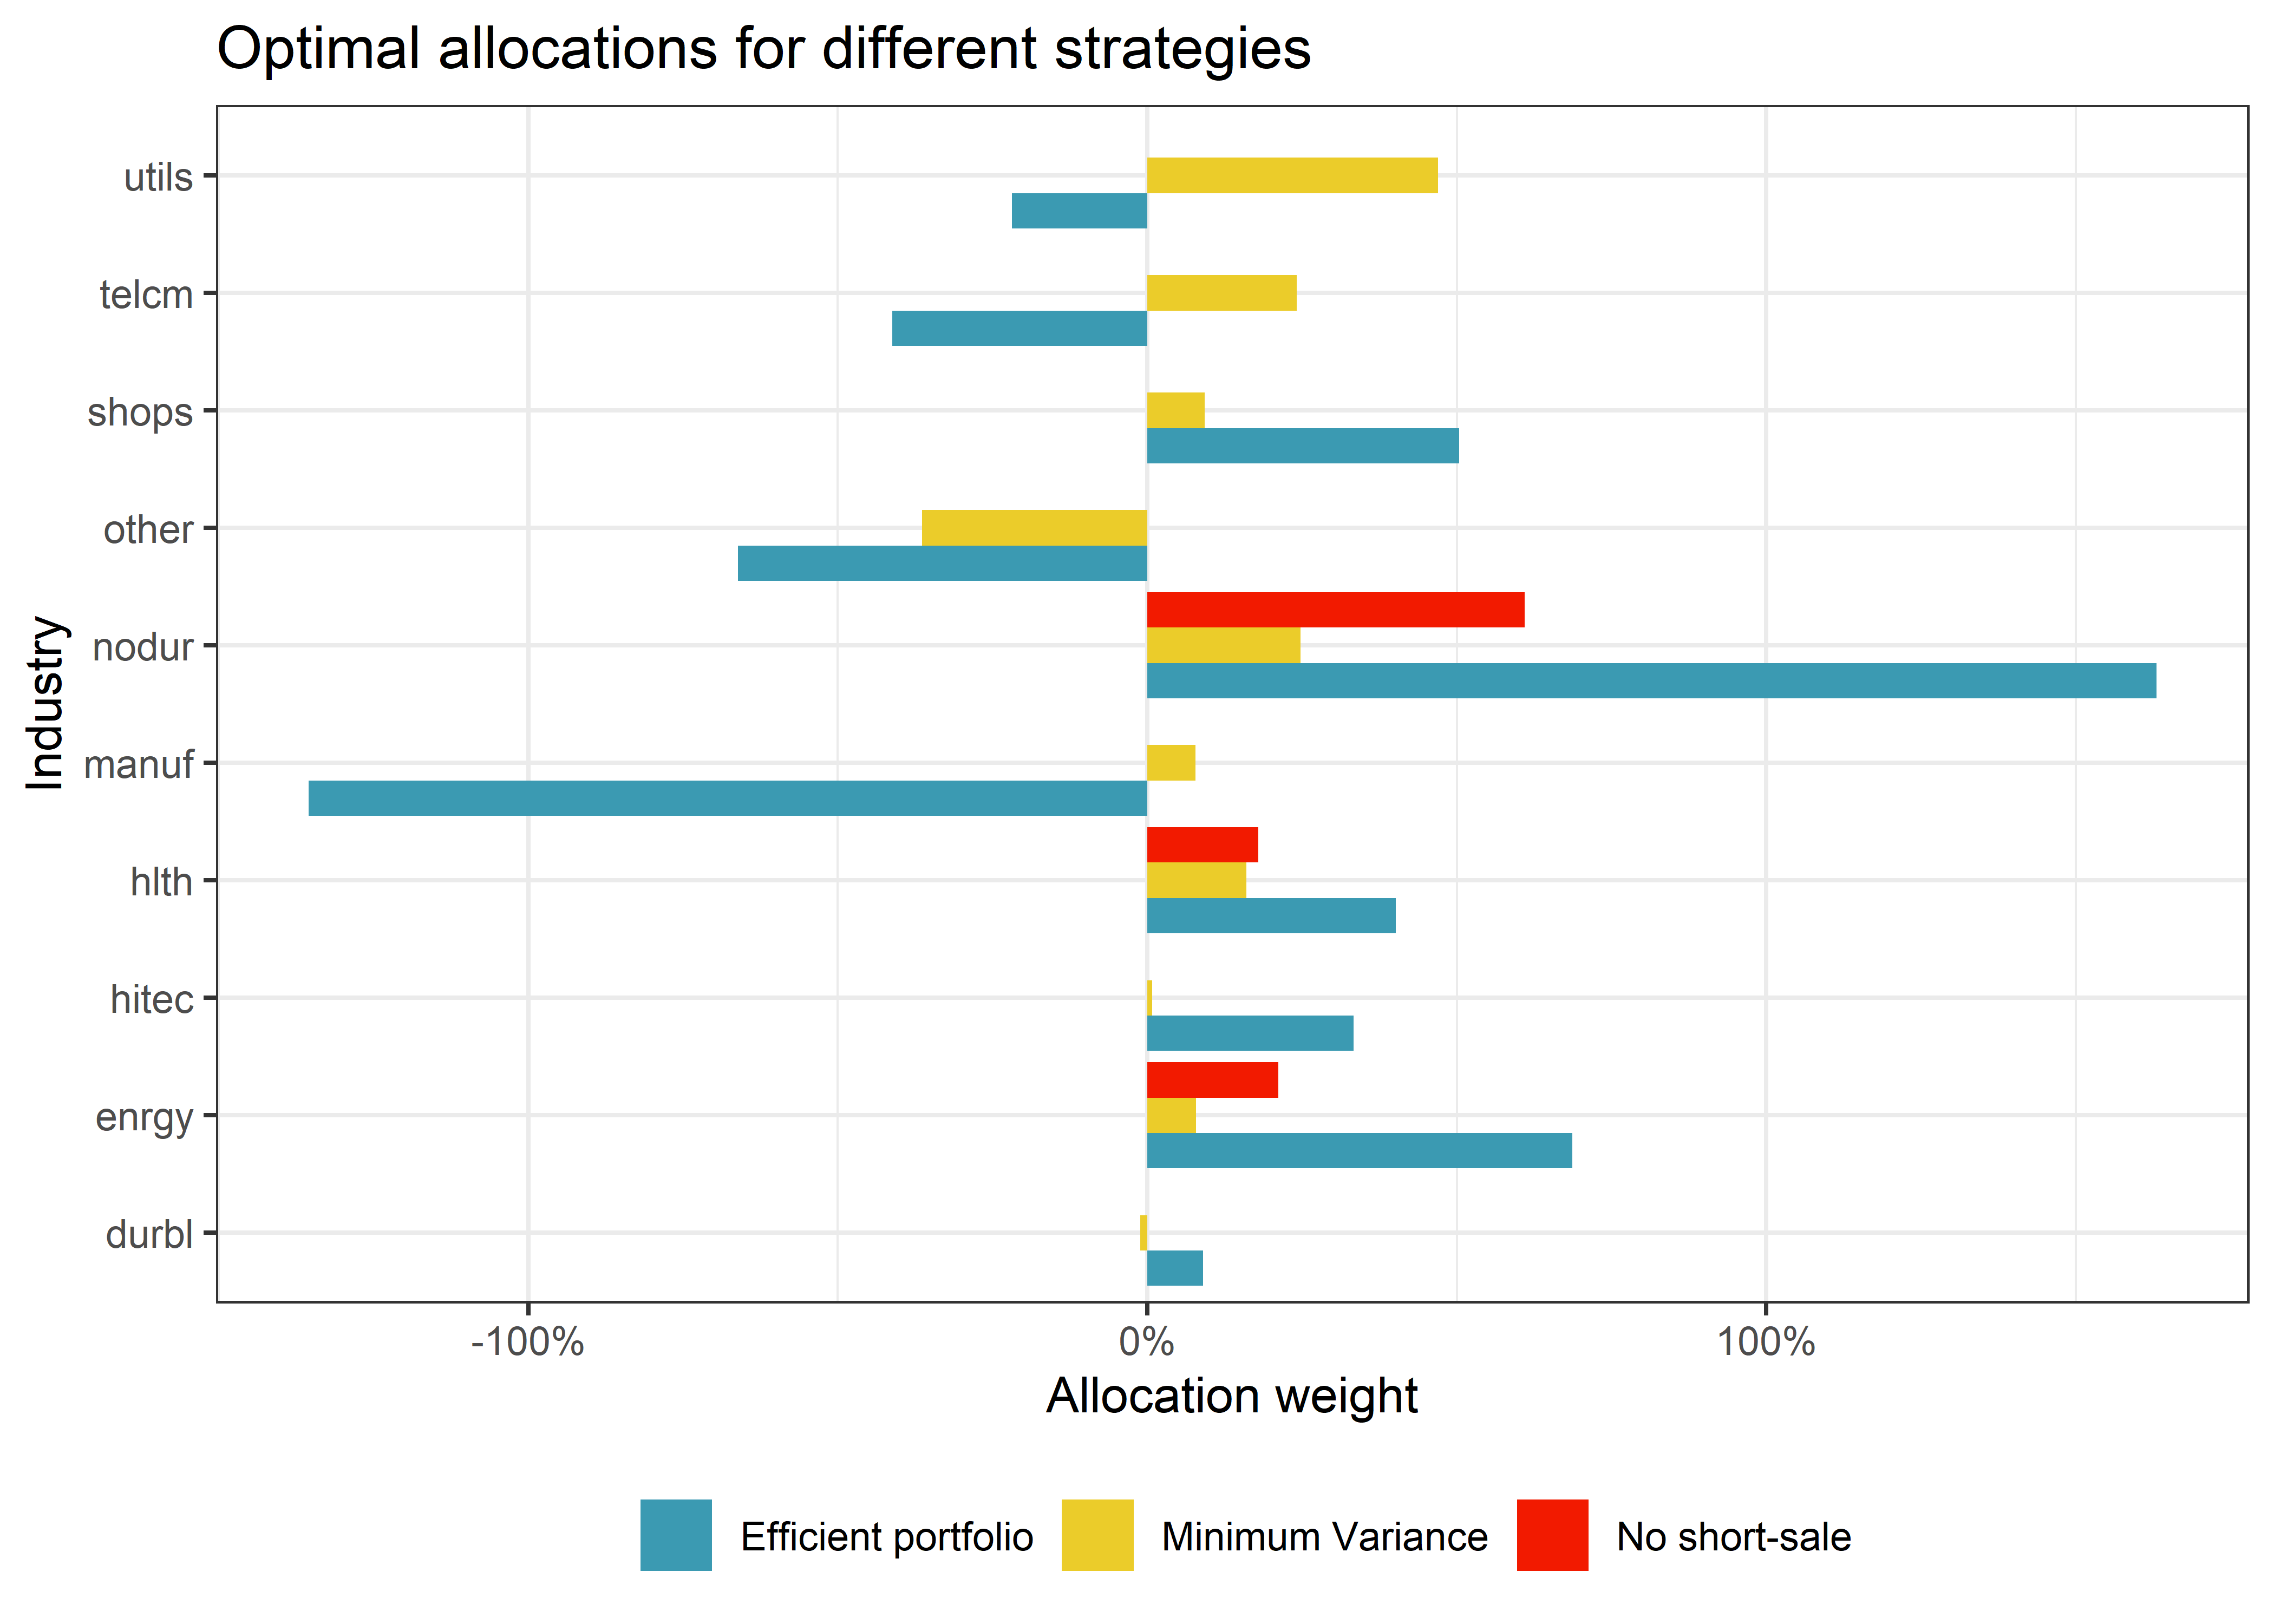 Optimal allocations for different strategies
utils
telcm
shops
other
nodur
manuf
hlth
hitec
enrgy
durbl
Industry
-100% 0% 100%
Allocation weight
Efficient portfolio Minimum Variance No short-sale